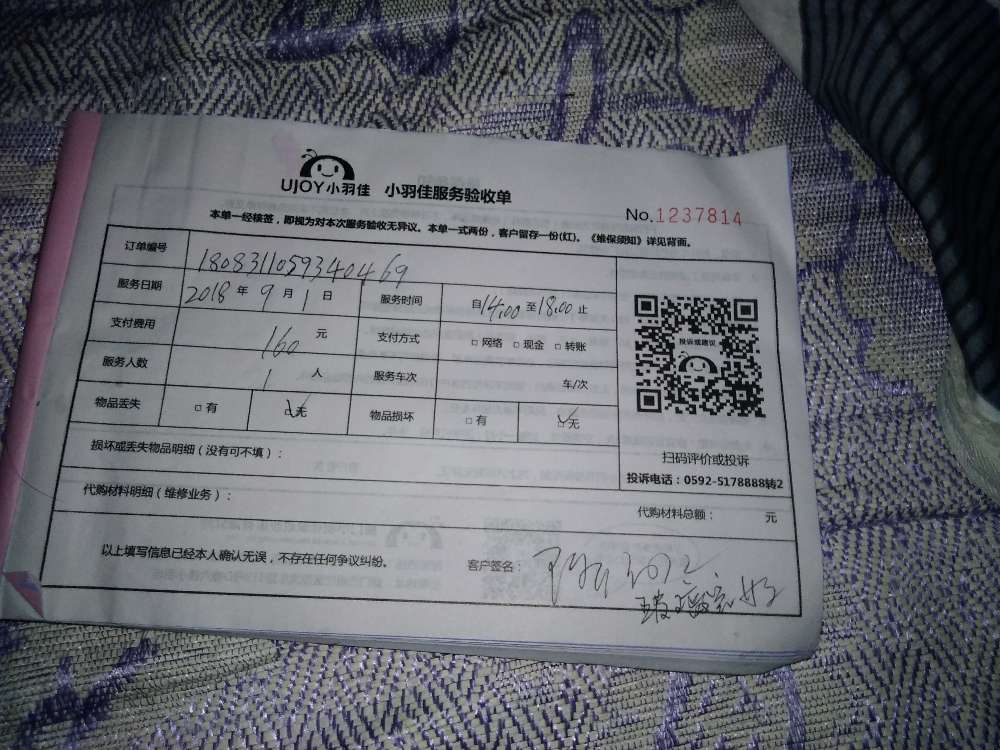 UJOY小羽佳 小羽佳服务验收单
No.1237814
本单一经核签，即视为对本次服务验收无异议。本单一式两份，客户留存一份(红)。《维保须知》详见背面。
订单编号 1808311059340469
服务日期 2018 年 9 月 1 日 服务时间 自14:00 至18:00 止
支付费用 160 元 支付方式 □ 网络 □ 现金 □ 转账
服务人数 1 人 服务车次 车/次
物品丢失 □ 有 □ 无 物品损坏 □ 有 □ 无
投诉或建议
扫码评价或投诉
投诉电话：0592-5178888转2
损坏或丢失物品明细（没有可不填）：
代购材料明细（维修业务）：
代购材料总额： 元
以上填写信息已经本人确认无误，不存在任何争议纠纷。
客户签名：